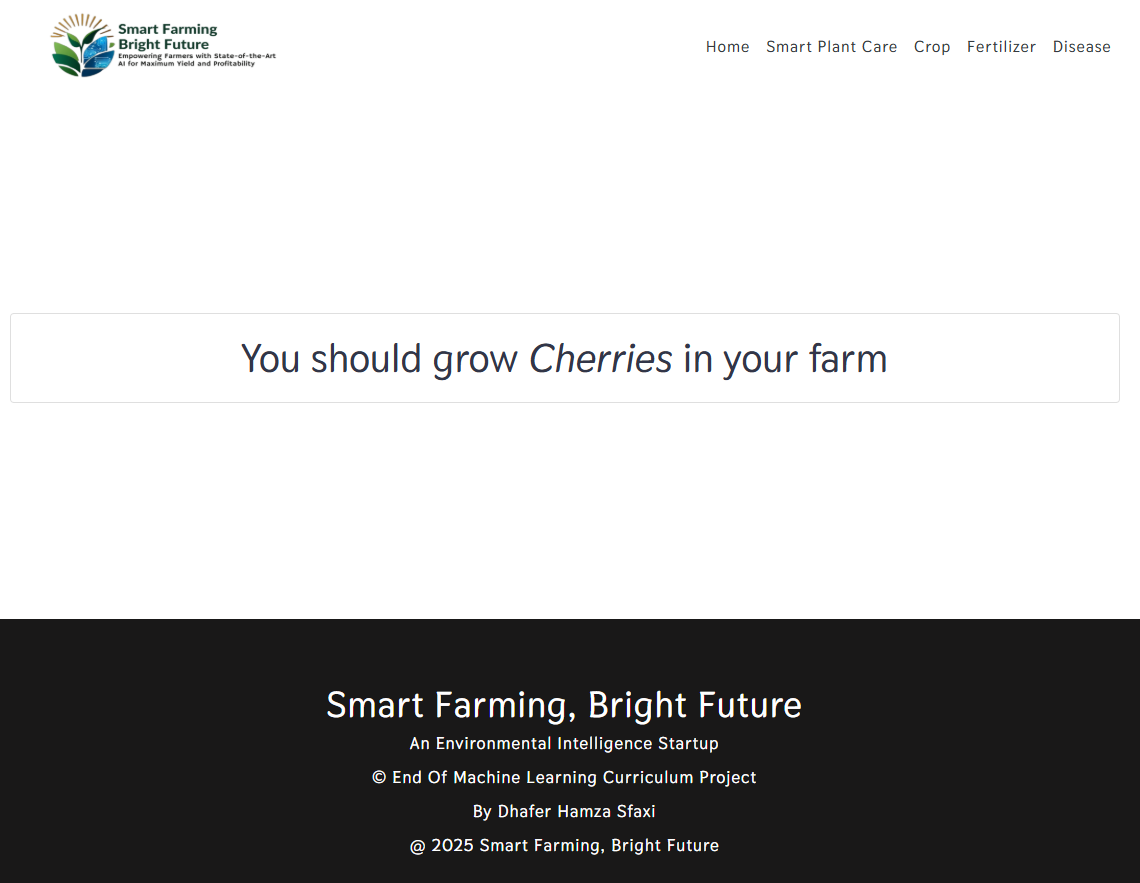 Smart Farming
Bright Future
Empowering Farmers with State-of-the-Art
AI for Maximum Yield and Profitability
Home Smart Plant Care Crop Fertilizer Disease
You should grow Cherries in your farm
Smart Farming, Bright Future
An Environmental Intelligence Startup
© End Of Machine Learning Curriculum Project
By Dhafer Hamza Sfaxi
@ 2025 Smart Farming, Bright Future